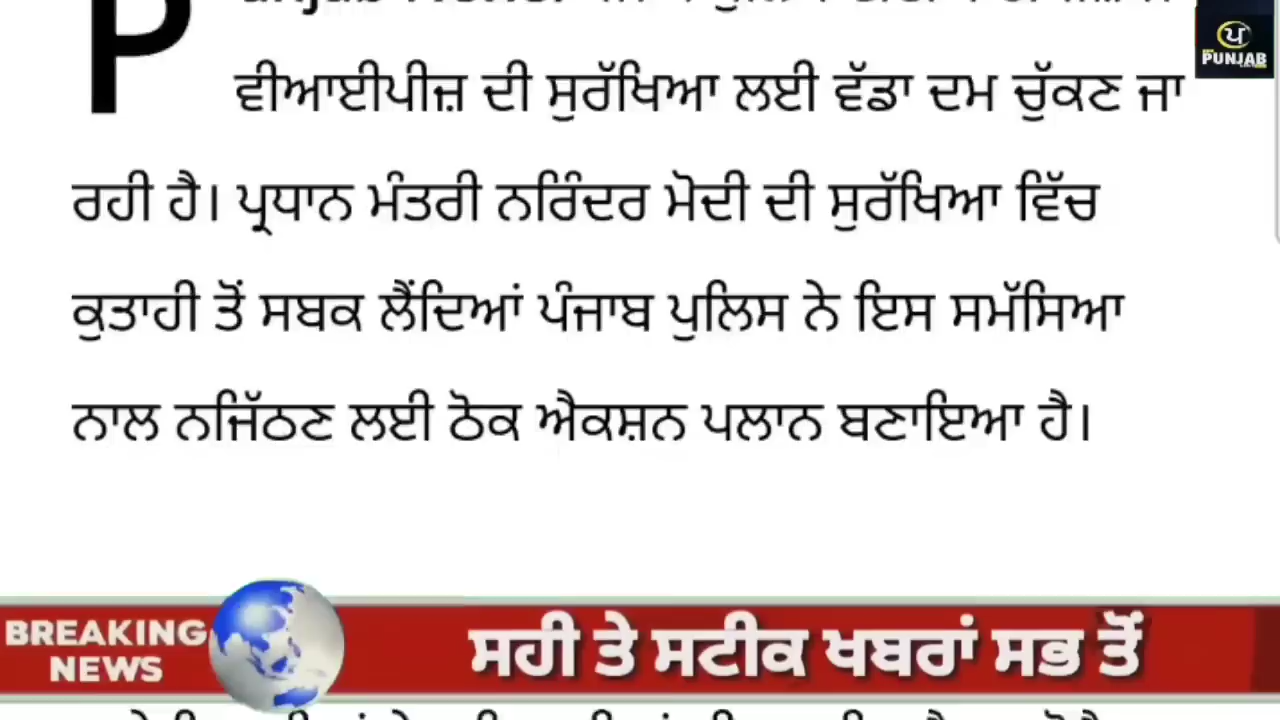 P
ਵੀਆਈਪੀਜ਼ ਦੀ ਸੁਰੱਖਿਆ ਲਈ ਵੱਡਾ ਦਮ ਚੁੱਕਣ ਜਾ
ਰਹੀ ਹੈ। ਪ੍ਰਧਾਨ ਮੰਤਰੀ ਨਰਿੰਦਰ ਮੋਦੀ ਦੀ ਸੁਰੱਖਿਆ ਵਿੱਚ
ਕੁਤਾਹੀ ਤੋਂ ਸਬਕ ਲੈਂਦਿਆਂ ਪੰਜਾਬ ਪੁਲਿਸ ਨੇ ਇਸ ਸਮੱਸਿਆ
ਨਾਲ ਨਜਿੱਠਣ ਲਈ ਠੋਕ ਐਕਸ਼ਨ ਪਲਾਨ ਬਣਾਇਆ ਹੈ।
ਪ
PUNJAB
BREAKING
NEWS
ਸਹੀ ਤੇ ਸਟੀਕ ਖਬਰਾਂ ਸਭ ਤੋਂ